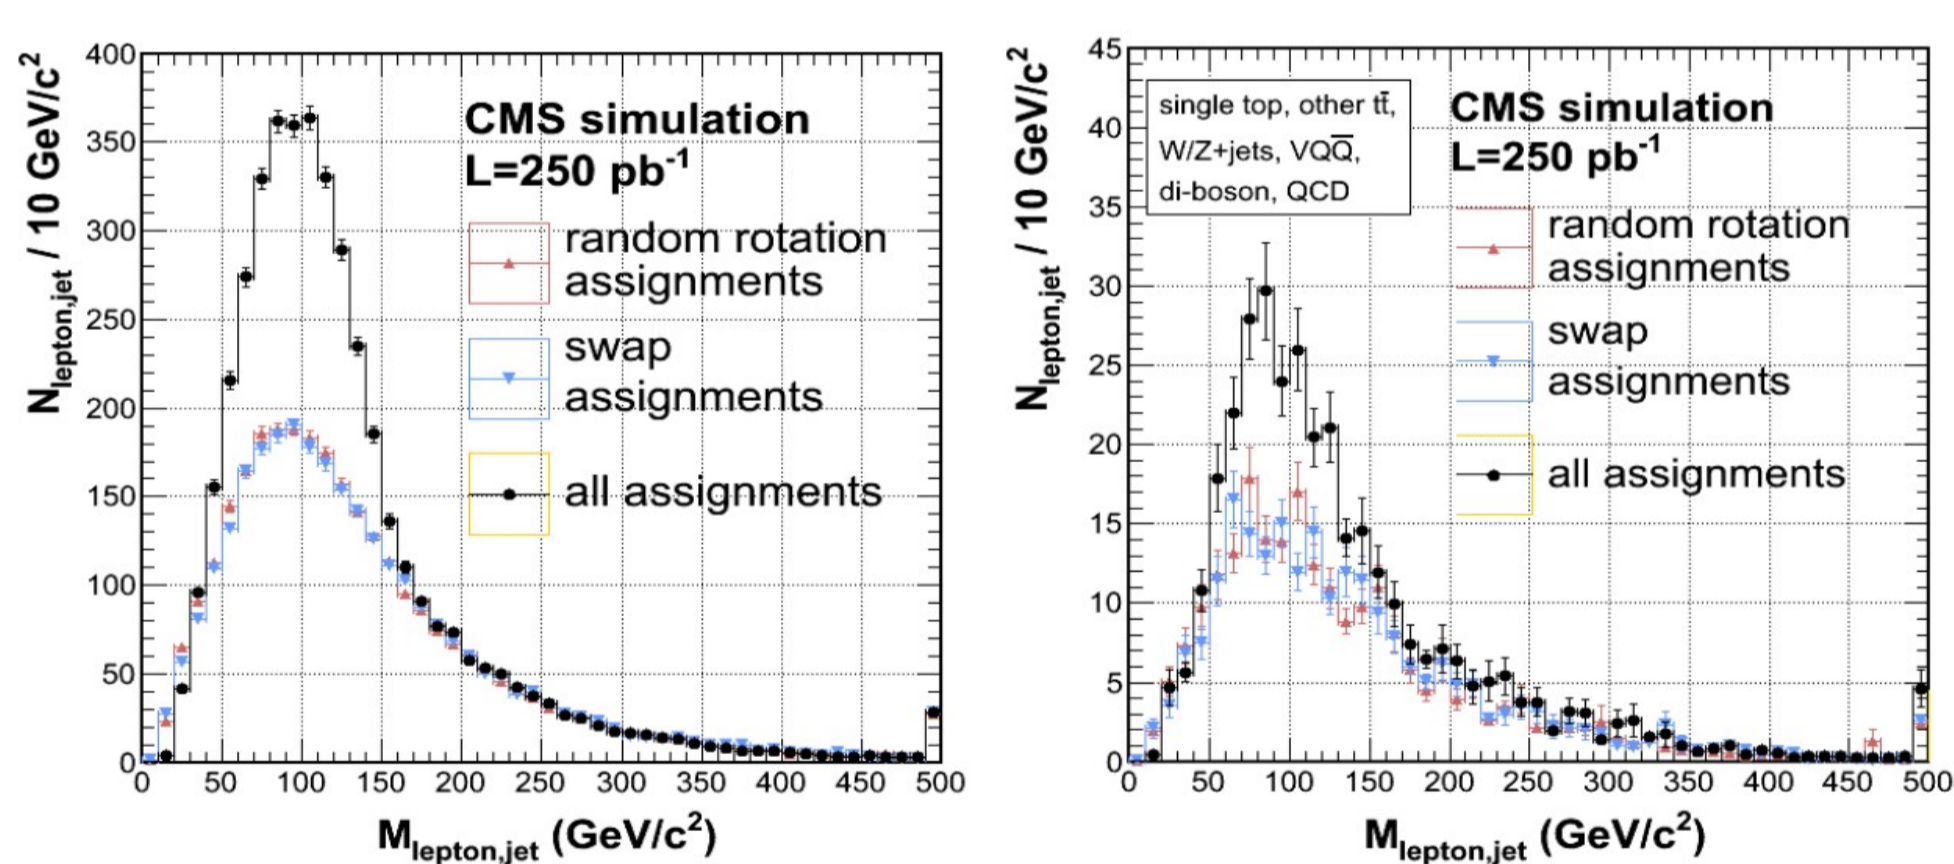 N_lepton,jet / 10 GeV/c²
400
350
300
250
200
150
100
50
0
CMS simulation
L=250 pb⁻¹
random rotation
assignments
swap
assignments
all assignments
0 50 100 150 200 250 300 350 400 450 500
M_lepton,jet (GeV/c²)
N_lepton,jet / 10 GeV/c²
45
40
35
30
25
20
15
10
5
0
single top, other tt̄,
W/Z+jets, VQQ̄,
di-boson, QCD
CMS simulation
L=250 pb⁻¹
random rotation
assignments
swap
assignments
all assignments
0 50 100 150 200 250 300 350 400 450 500
M_lepton,jet (GeV/c²)